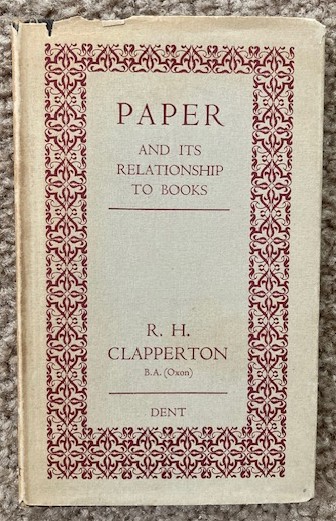 PAPER
AND ITS
RELATIONSHIP
TO BOOKS
R. H.
CLAPPERTON
B.A. (Oxon)
DENT